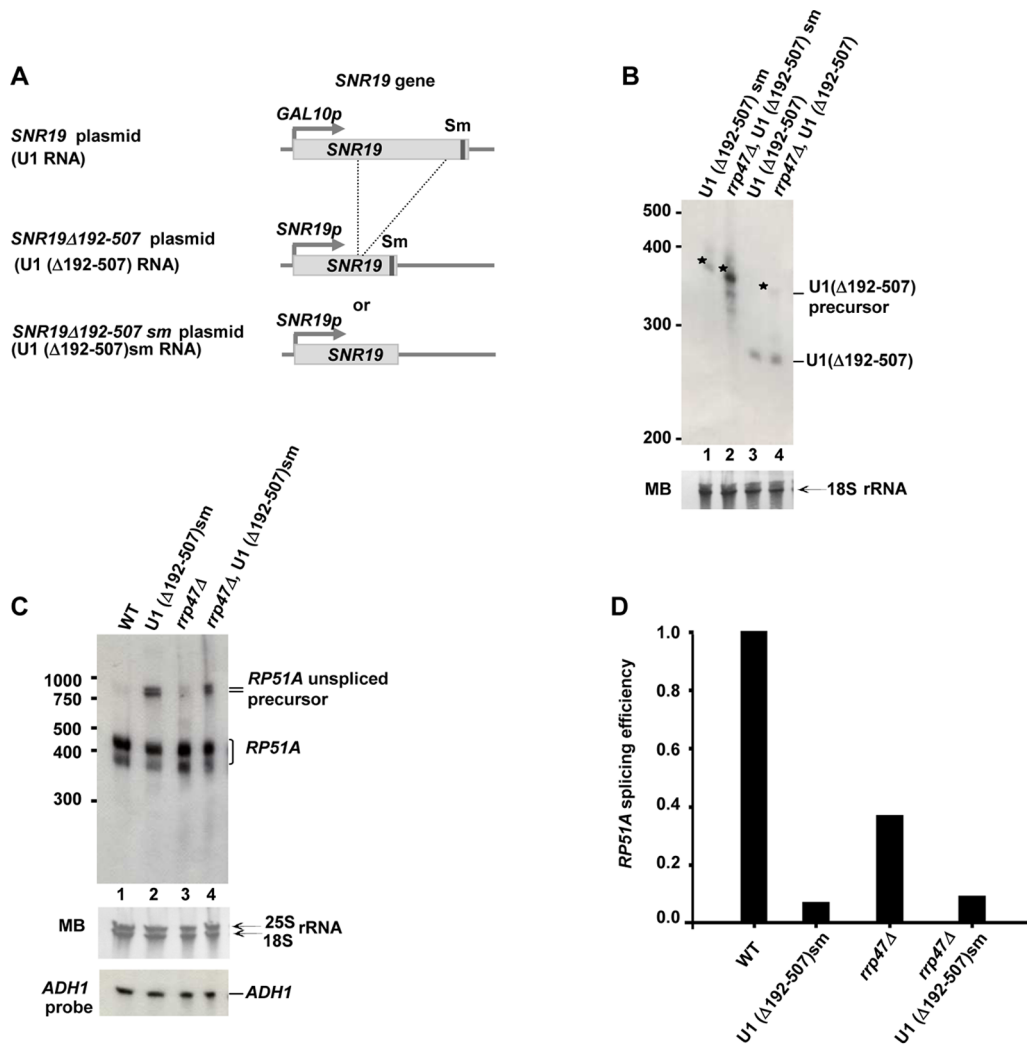 A
SNR19 gene
GAL10p
Sm
SNR19 plasmid
(U1 RNA)
SNR19
SNR19p
Sm
SNR19Δ192-507 plasmid
(U1 (Δ192-507) RNA)
SNR19
or
SNR19p
SNR19Δ192-507 sm plasmid
(U1 (Δ192-507)sm RNA)
SNR19
B
U1 (Δ192-507) sm
rrp47Δ, U1 (Δ192-507) sm
U1 (Δ192-507)
rrp47Δ, U1 (Δ192-507)
500
400
300
200
U1(Δ192-507)
precursor
U1(Δ192-507)
1 2 3 4
MB
18S rRNA
C
WT
U1 (Δ192-507)sm
rrp47Δ
rrp47Δ, U1 (Δ192-507)sm
1000
750
500
400
300
RP51A unspliced
precursor
RP51A
1 2 3 4
MB
25S
18S
rRNA
ADH1
probe
ADH1
D
RP51A splicing efficiency
1.0
0.8
0.6
0.4
0.2
0.0
WT
U1 (Δ192-507)sm
rrp47Δ
rrp47Δ
U1 (Δ192-507)sm